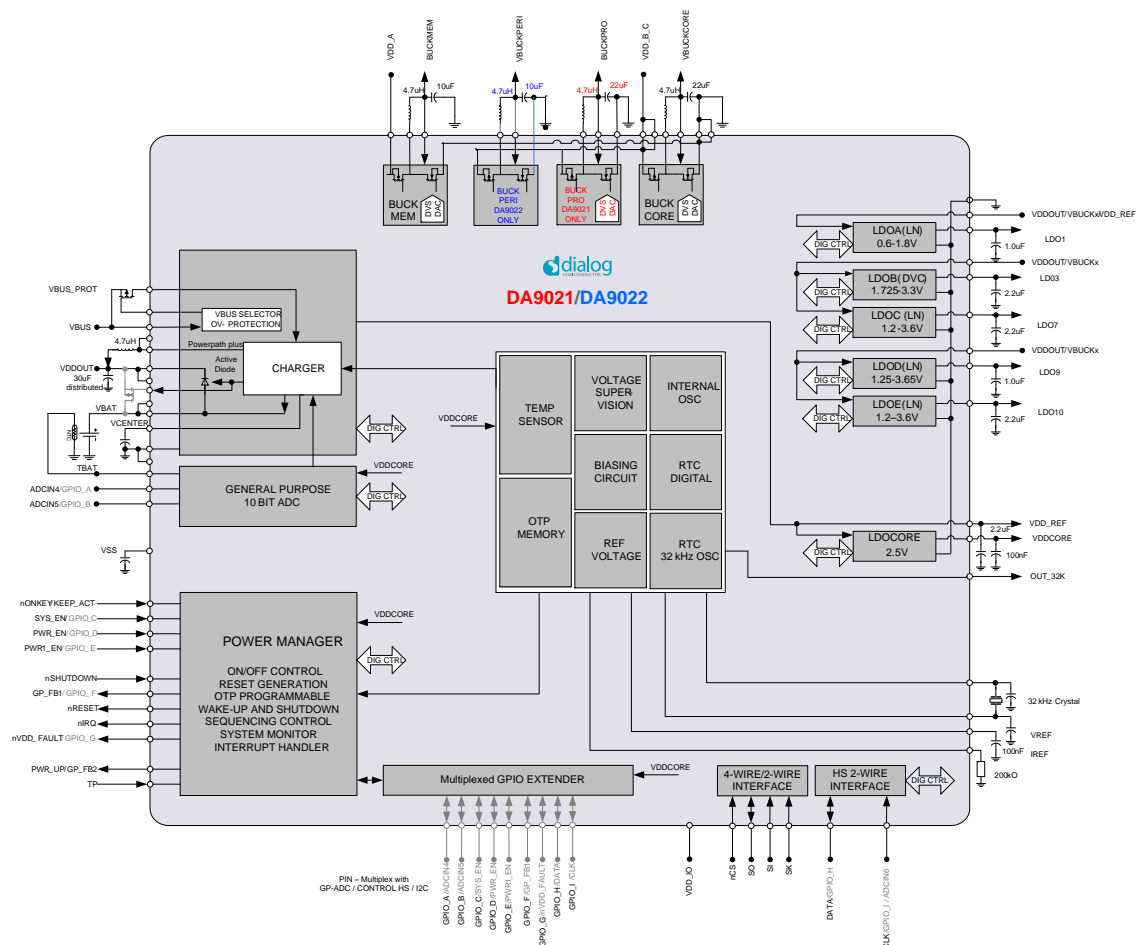 VDD_A
BUCKMEM
VBUCKPERI
BUCKPRO
VDD_B_C
VBUCKCORE
4.7uH
10uF
4.7uH
10uF
4.7uH
22uF
4.7uH
22uF
BUCK
MEM
DVS
DAC
BUCK
PERI
DA9022
ONLY
BUCK
PRO
DA9021
ONLY
DVS
DAC
BUCK
CORE
DVS
DAC
dialog
SEMICONDUCTOR
DA9021/DA9022
VBUS_PROT
VBUS
VBUS SELECTOR
OV- PROTECTION
4.7uH
Powerpath plus
Active
Diode
CHARGER
VDDOUT
30uF
distributed
VBAT
VCENTER
NTC
TBAT
DIG CTRL
VDDCORE
GENERAL PURPOSE
10 BIT ADC
DIG CTRL
ADCIN4/GPIO_A
ADCIN5/GPIO_B
VSS
VDDCORE
TEMP
SENSOR
OTP
MEMORY
VOLTAGE
SUPER-
VISION
BIASING
CIRCUIT
REF
VOLTAGE
INTERNAL
OSC
RTC
DIGITAL
RTC
32 kHz OSC
VDDOUT/VBUCKx/VDD_REF
LDOA(LN)
0.6-1.8V
DIG CTRL
LDO1
1.0uF
VDDOUT/VBUCKx
LDOB(DVC)
1.725-3.3V
DIG CTRL
LD03
2.2uF
LDOC (LN)
1.2-3.6V
DIG CTRL
LDO7
2.2uF
VDDOUT/VBUCKx
LDOD(LN)
1.25-3.65V
DIG CTRL
LDO9
1.0uF
LDOE(LN)
1.2–3.6V
DIG CTRL
LDO10
2.2uF
VDD_REF
2.2uF
VDDCORE
LDOCORE
2.5V
DIG CTRL
100nF
OUT_32K
nONKEY/KEEP_ACT
SYS_EN/GPIO_C
PWR_EN/GPIO_D
PWR1_EN/GPIO_E
nSHUTDOWN
GP_FB1/GPIO_F
nRESET
nIRQ
nVDD_FAULT/GPIO_G
PWR_UP/GP_FB2
TP
POWER MANAGER
ON/OFF CONTROL
RESET GENERATION
OTP PROGRAMMABLE
WAKE-UP AND SHUTDOWN
SEQUENCING CONTROL
SYSTEM MONITOR
INTERRUPT HANDLER
VDDCORE
DIG CTRL
32 kHz Crystal
VREF
100nF
IREF
200kO
Multiplexed GPIO EXTENDER
VDDCORE
4-WIRE/2-WIRE
INTERFACE
HS 2-WIRE
INTERFACE
DIG CTRL
PIN – Multiplex with
GP-ADC / CONTROL HS / I2C
GPIO_A/ADCIN4
GPIO_B/ADCIN5
GPIO_C/SYS_EN
GPIO_D/PWR_EN
GPIO_E/PWR1_EN
GPIO_F/GP_FB1
GPIO_G/nVDD_FAULT
GPIO_H/DATA
GPIO_I /CLK
VDD_IO
nCS
SO
SI
SK
DATA/GPIO_H
CLK/GPIO_I / ADCIN6